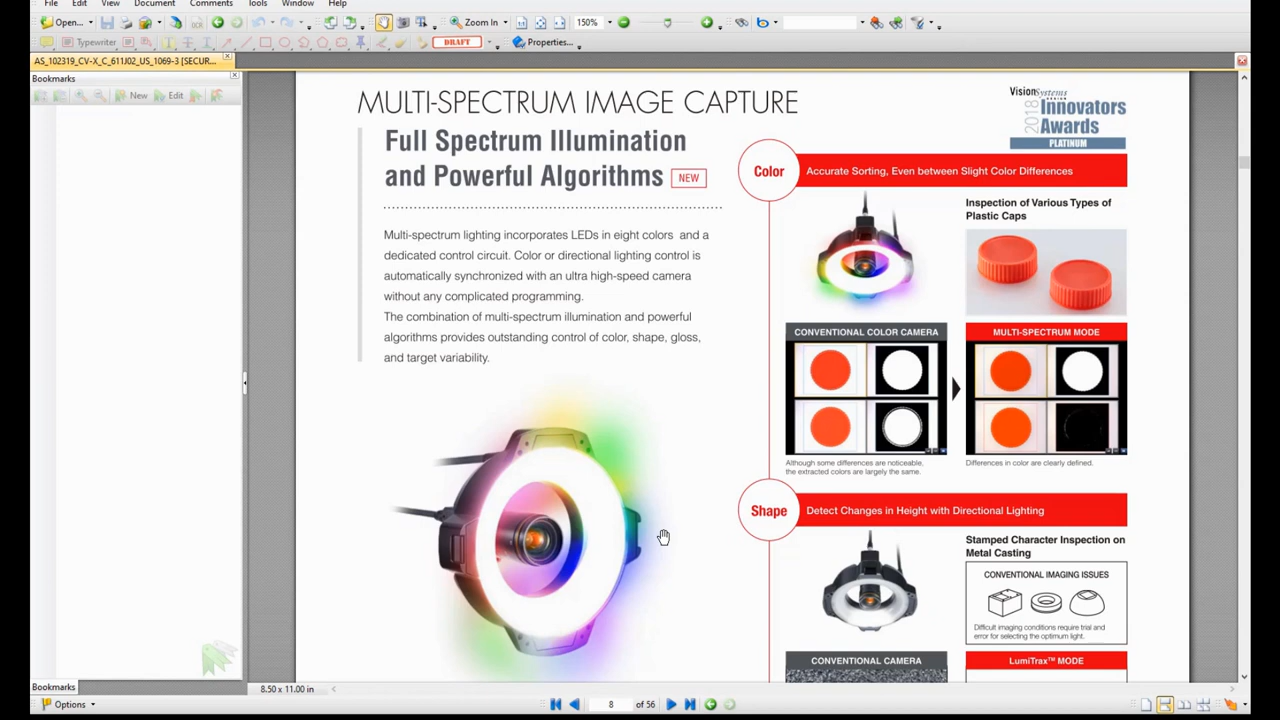 File Edit View Document Comments Tools Window Help
Open... Zoom In 150%
Typewriter DRAFT Properties...
AS_102319_CV-X_C_611J02_US_1069-3 [SECUR...
Bookmarks
New Edit
MULTI-SPECTRUM IMAGE CAPTURE
Full Spectrum Illumination
and Powerful Algorithms NEW
Multi-spectrum lighting incorporates LEDs in eight colors and a
dedicated control circuit. Color or directional lighting control is
automatically synchronized with an ultra high-speed camera
without any complicated programming.
The combination of multi-spectrum illumination and powerful
algorithms provides outstanding control of color, shape, gloss,
and target variability.
VisionSystems
DESIGN
2018
Innovators
Awards
PLATINUM
Color Accurate Sorting, Even between Slight Color Differences
Inspection of Various Types of
Plastic Caps
CONVENTIONAL COLOR CAMERA
MULTI-SPECTRUM MODE
Although some differences are noticeable,
the extracted colors are largely the same.
Differences in color are clearly defined.
Shape Detect Changes in Height with Directional Lighting
Stamped Character Inspection on
Metal Casting
CONVENTIONAL IMAGING ISSUES
Difficult imaging conditions require trial and
error for selecting the optimum light.
CONVENTIONAL CAMERA
LumiTrax™ MODE
Bookmarks
8.50 x 11.00 in
Options
8 of 56